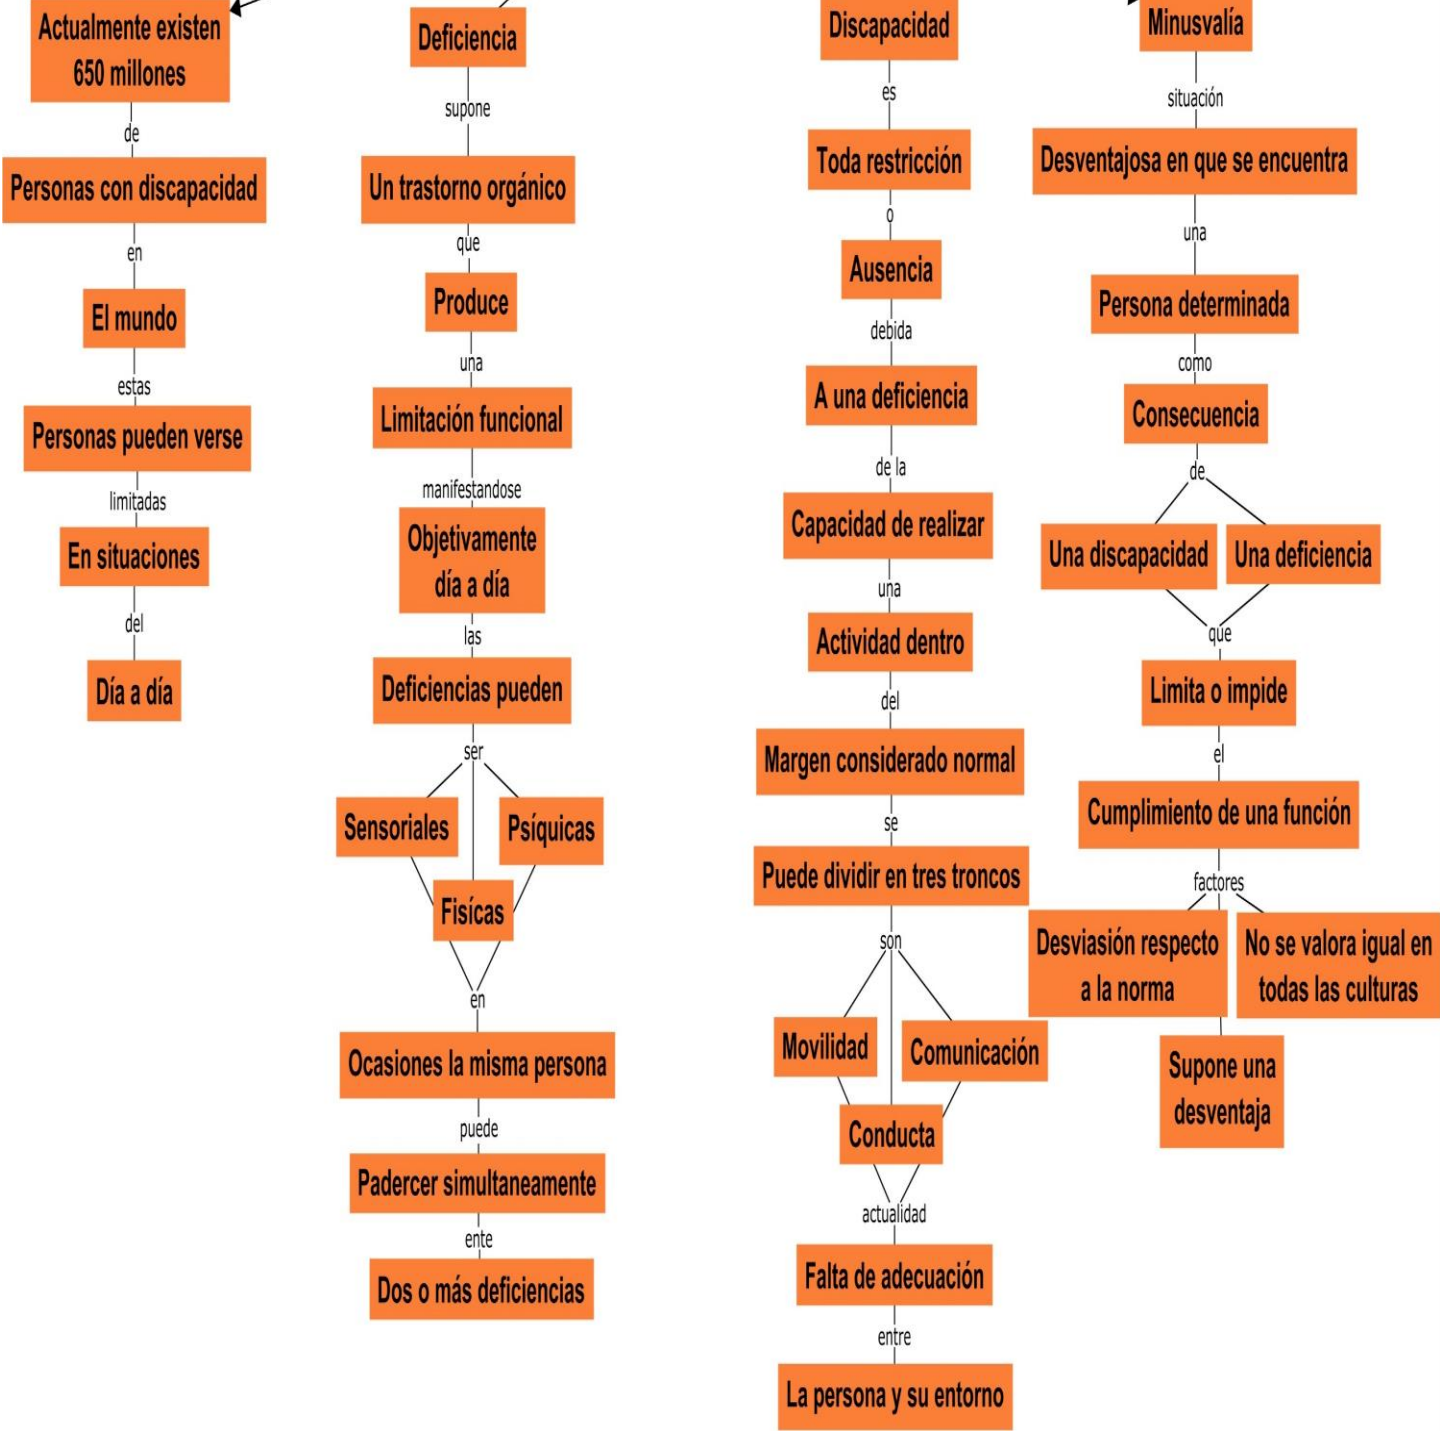 Actualmente existen
650 millones
de
Personas con discapacidad
en
El mundo
estas
Personas pueden verse
limitadas
En situaciones
del
Día a día
Deficiencia
supone
Un trastorno orgánico
que
Produce
una
Limitación funcional
manifestandose
Objetivamente
día a día
las
Deficiencias pueden
ser
Sensoriales
Psíquicas
Fisícas
en
Ocasiones la misma persona
puede
Padercer simultaneamente
ente
Dos o más deficiencias
Discapacidad
es
Toda restricción
o
Ausencia
debida
A una deficiencia
de la
Capacidad de realizar
una
Actividad dentro
del
Margen considerado normal
se
Puede dividir en tres troncos
son
Movilidad
Comunicación
Conducta
actualidad
Falta de adecuación
entre
La persona y su entorno
Minusvalía
situación
Desventajosa en que se encuentra
una
Persona determinada
como
Consecuencia
de
Una discapacidad
Una deficiencia
que
Limita o impide
el
Cumplimiento de una función
factores
Desviasión respecto
a la norma
No se valora igual en
todas las culturas
Supone una
desventaja